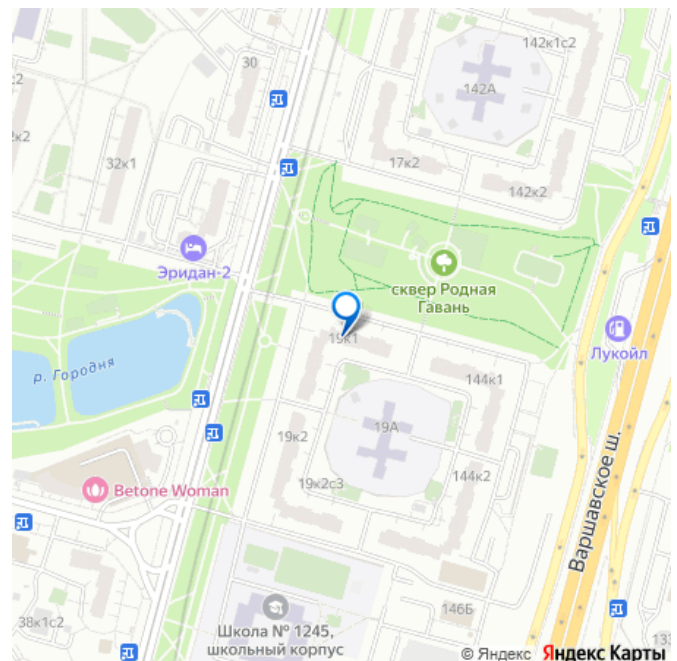 142к1с2
30
142А
2к2
32к1
17к2
142к2
Эридан-2
сквер Родная
Гавань
19к1
Лукойл
р. Городня
144к1
19А
19к2
Варшавское ш.
144к2
19к2с3
Betone Woman
146Б
38к1с2
Школа № 1245,
школьный корпус
© Яндекс Яндекс Карты